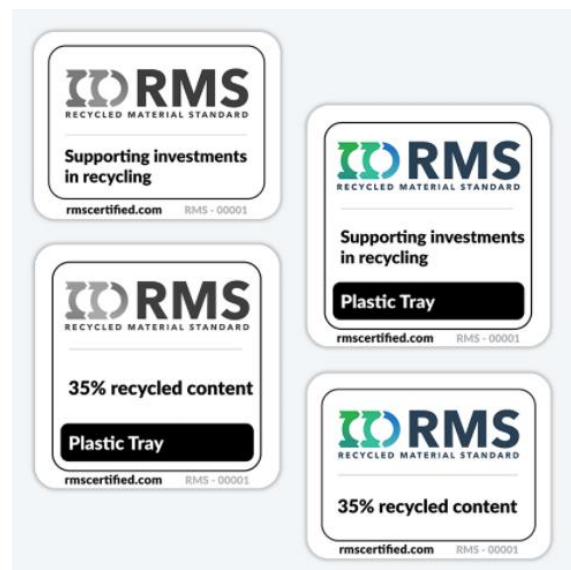 RMS
RECYCLED MATERIAL STANDARD
Supporting investments
in recycling
rmscertified.com RMS - 00001
RMS
RECYCLED MATERIAL STANDARD
35% recycled content
Plastic Tray
rmscertified.com RMS - 00001
RMS
RECYCLED MATERIAL STANDARD
Supporting investments
in recycling
Plastic Tray
rmscertified.com RMS - 00001
RMS
RECYCLED MATERIAL STANDARD
35% recycled content
rmscertified.com RMS - 00001